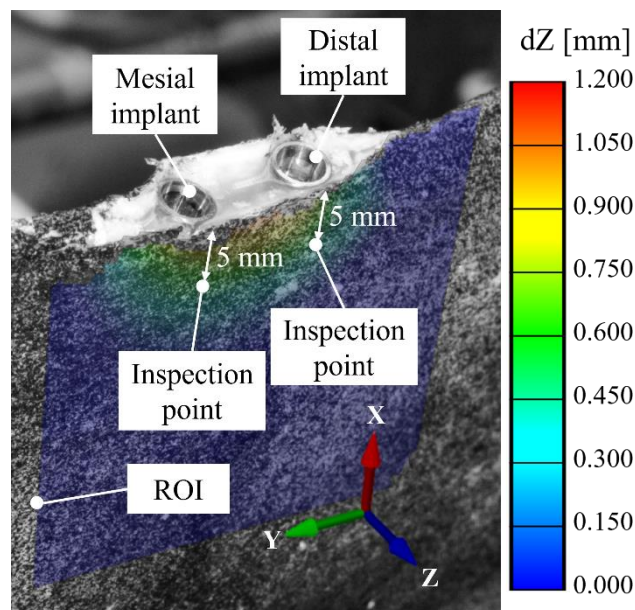 Distal
implant
Mesial
implant
5 mm
5 mm
Inspection
point
Inspection
point
ROI
X
Y
Z
dZ [mm]
1.200
1.050
0.900
0.750
0.600
0.450
0.300
0.150
0.000